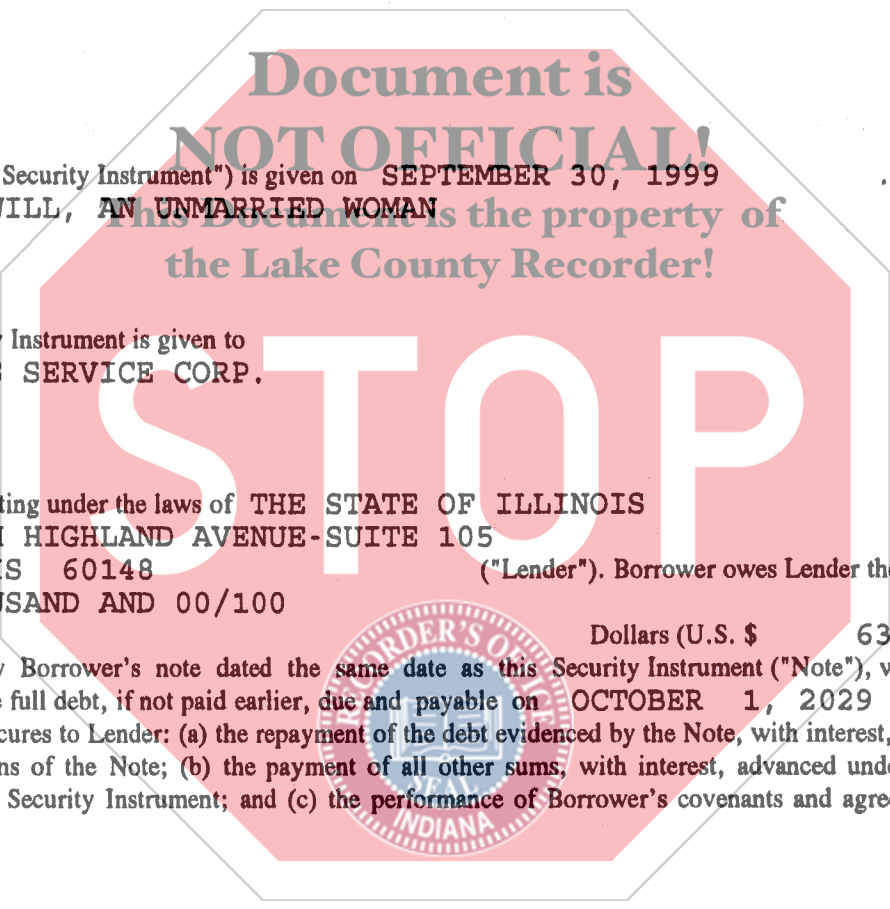 Document is
NOT OFFICIAL!
Security Instrument") is given on SEPTEMBER 30, 1999
WILL, AN UNMARRIED WOMAN
This Document is the property of
the Lake County Recorder!
Instrument is given to
SERVICE CORP.
STOP
ting under the laws of THE STATE OF ILLINOIS
HIGHLAND AVENUE-SUITE 105
IS 60148 ("Lender"). Borrower owes Lender the
USAND AND 00/100
Dollars (U.S. $ 63
Borrower's note dated the same date as this Security Instrument ("Note"),
full debt, if not paid earlier, due and payable on OCTOBER 1, 2029
cures to Lender: (a) the repayment of the debt evidenced by the Note, with interest,
ns of the Note; (b) the payment of all other sums, with interest, advanced unde
Security Instrument; and (c) the performance of Borrower's covenants and agree
RECORDER'S OFFICE
SEAL
INDIANA